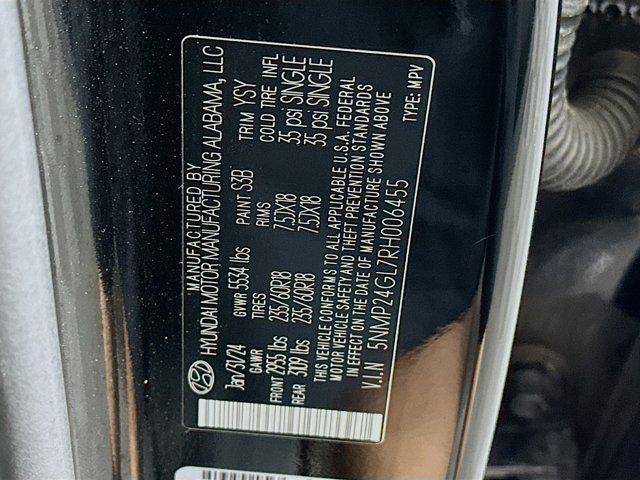 MANUFACTURED BY
HYUNDAI MOTOR MANUFACTURING ALABAMA, LLC
Jan/31/24 GVWR 5534 lbs PAINT S3B TRIM YSY
GAWR TIRES RIMS COLD TIRE INFL
FRONT 2955 lbs 235/60R18 7.5JX18 35 psi SINGLE
REAR 3109 lbs 235/60R18 7.5JX18 35 psi SINGLE
THIS VEHICLE CONFORMS TO ALL APPLICABLE U.S.A. FEDERAL
MOTOR VEHICLE SAFETY AND THEFT PREVENTION STANDARDS
IN EFFECT ON THE DATE OF MANUFACTURE SHOWN ABOVE
V.I.N 5NMP24GL7RH006455 TYPE: MPV